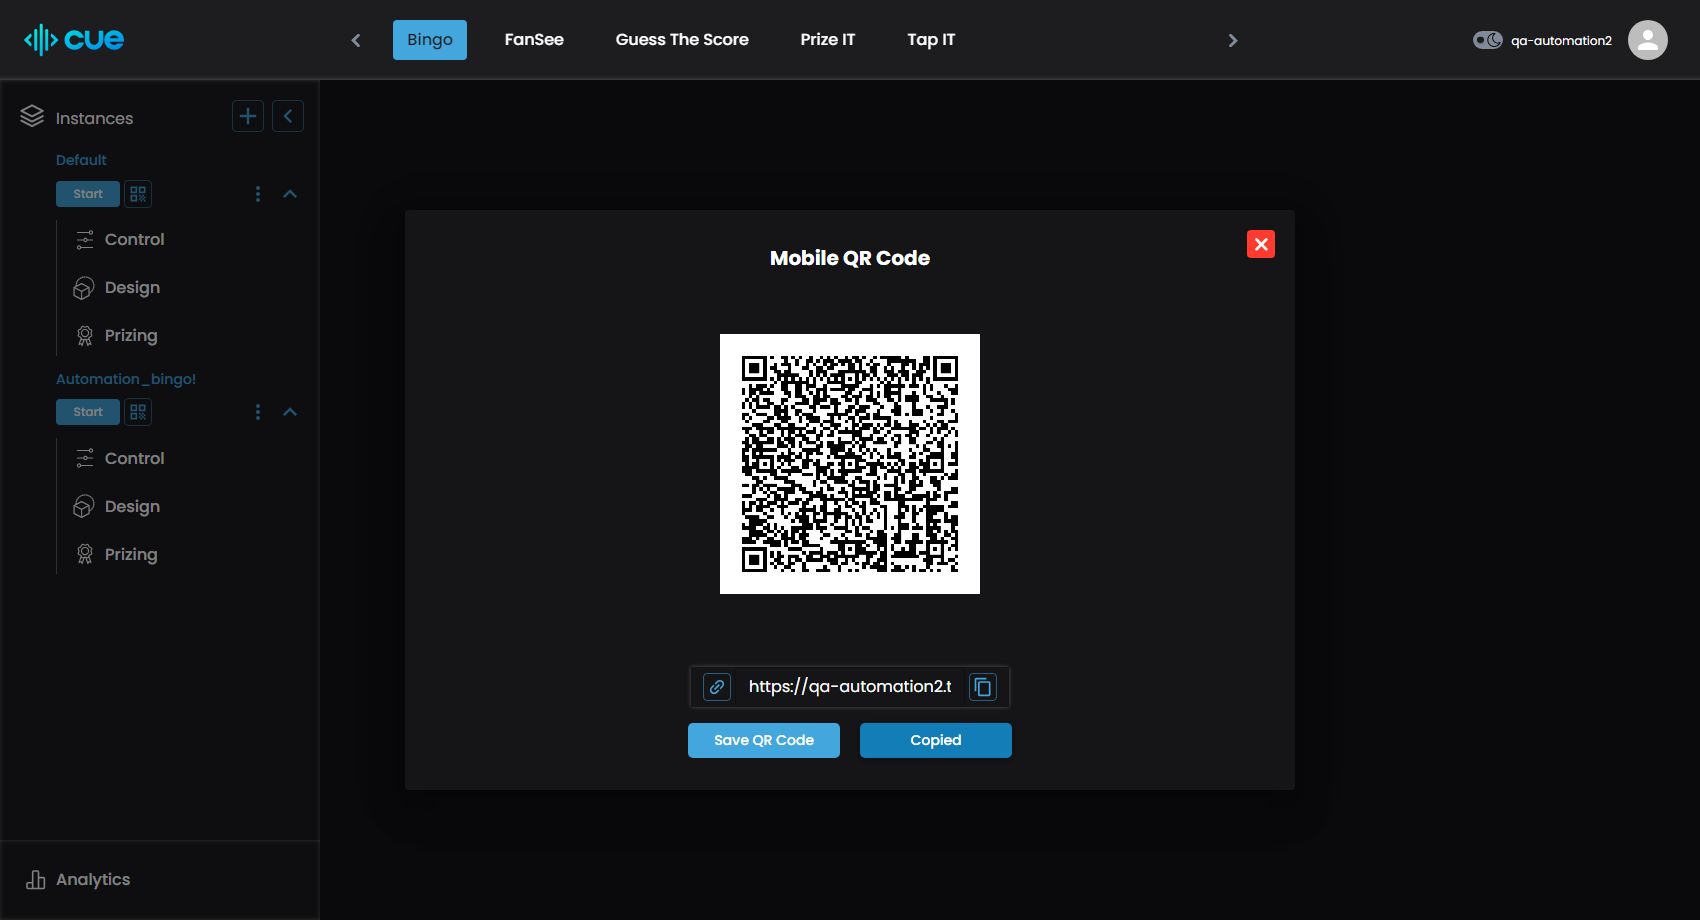 cue
Bingo
FanSee
Guess The Score
Prize IT
Tap IT
qa-automation2
Instances
Default
Start
Control
Design
Prizing
Automation_bingo!
Start
Control
Design
Prizing
Analytics
Mobile QR Code
https://qa-automation2.t
Save QR Code
Copied